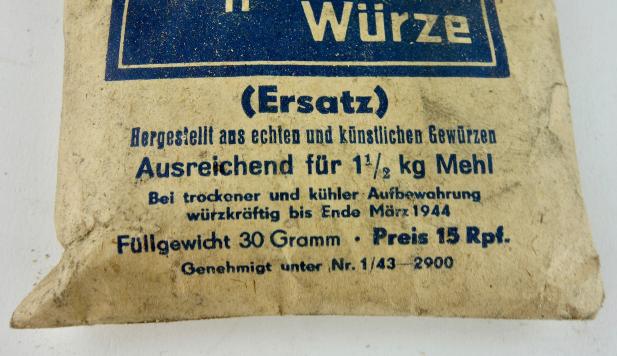 Würze
(Ersatz)
Hergestellt aus echten und künstlichen Gewürzen
Ausreichend für 1½ kg Mehl
Bei trockener und kühler Aufbewahrung
würzkräftig bis Ende März 1944
Füllgewicht 30 Gramm · Preis 15 Rpf.
Genehmigt unter Nr. 1/43—2900